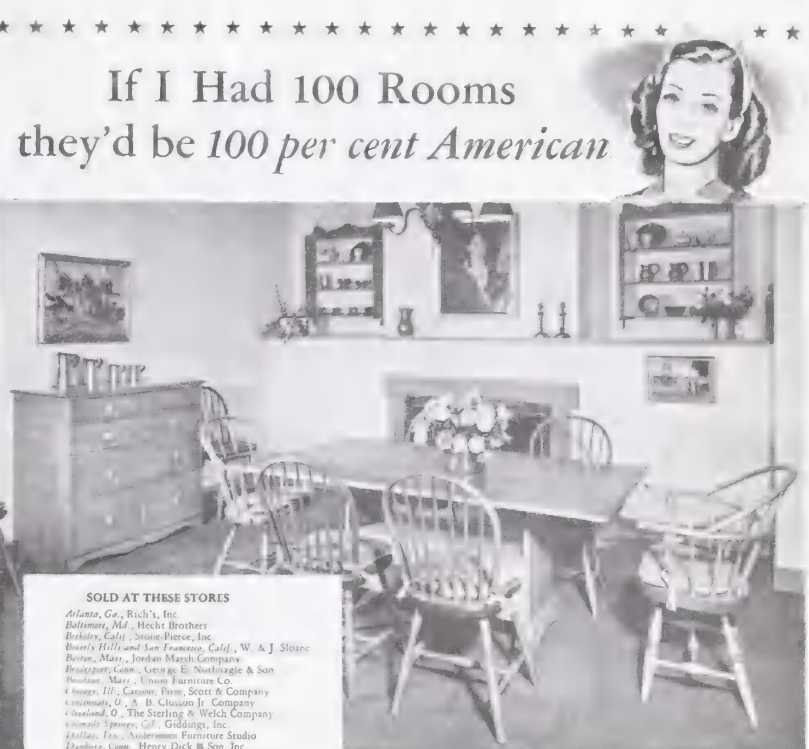 If I Had 100 Rooms
they'd be 100 per cent American
SOLD AT THESE STORES
Atlanta, Ga., Rich's, Inc.
Baltimore, Md., Hecht Brothers
Berkeley, Calif., Stone-Pierce, Inc.
Beverly Hills and San Francisco, Calif., W. & J. Sloane
Boston, Mass., Jordan Marsh Company
Bridgeport, Conn., George E. Nothnagle & Son
Brockton, Mass., Union Furniture Co.
Chicago, Ill., Carson, Pirie, Scott & Company
Cincinnati, O., A. B. Closson Jr. Company
Cleveland, O., The Sterling & Welch Company
Colorado Springs, Col., Giddings, Inc.
Dallas, Tex., Furniture Studio
Danbury, Conn., Henry Dick & Son, Inc.